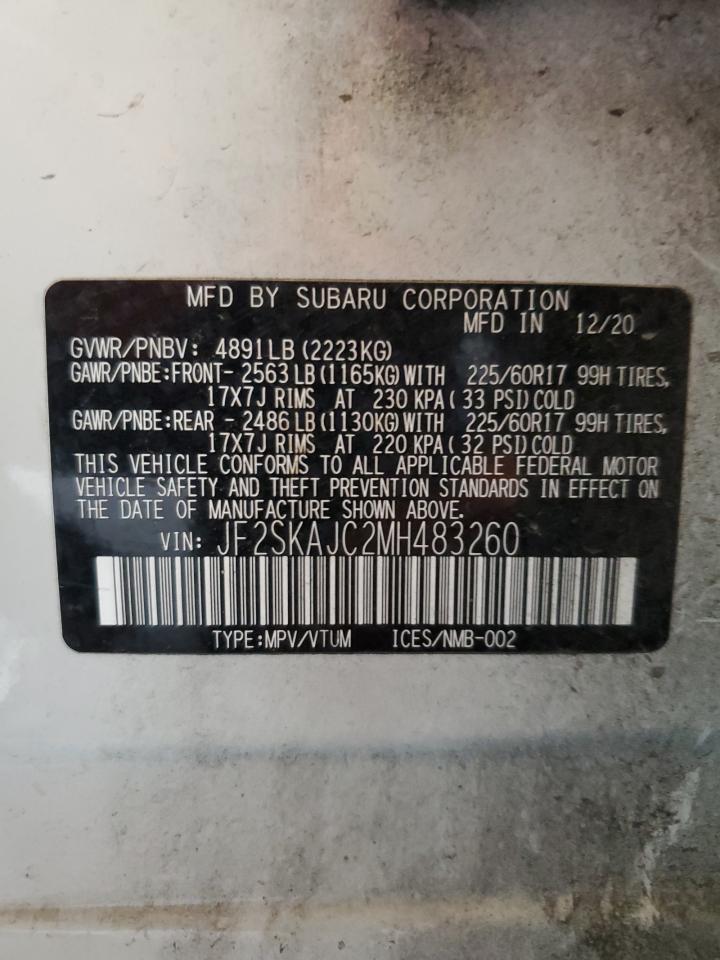 MFD BY SUBARU CORPORATION
MFD IN 12/20
GVWR/PNBV: 4891LB (2223KG)
GAWR/PNBE:FRONT- 2563LB (1165KG) WITH 225/60R17 99H TIRES,
17X7J RIMS AT 230 KPA ( 33 PSI) COLD
GAWR/PNBE:REAR - 2486LB (1130KG) WITH 225/60R17 99H TIRES,
17X7J RIMS AT 220 KPA ( 32 PSI) COLD
THIS VEHICLE CONFORMS TO ALL APPLICABLE FEDERAL MOTOR
VEHICLE SAFETY AND THEFT PREVENTION STANDARDS IN EFFECT ON
THE DATE OF MANUFACTURE SHOWN ABOVE.
VIN: JF2SKAJC2MH483260
TYPE:MPV/VTUM ICES/NMB-002